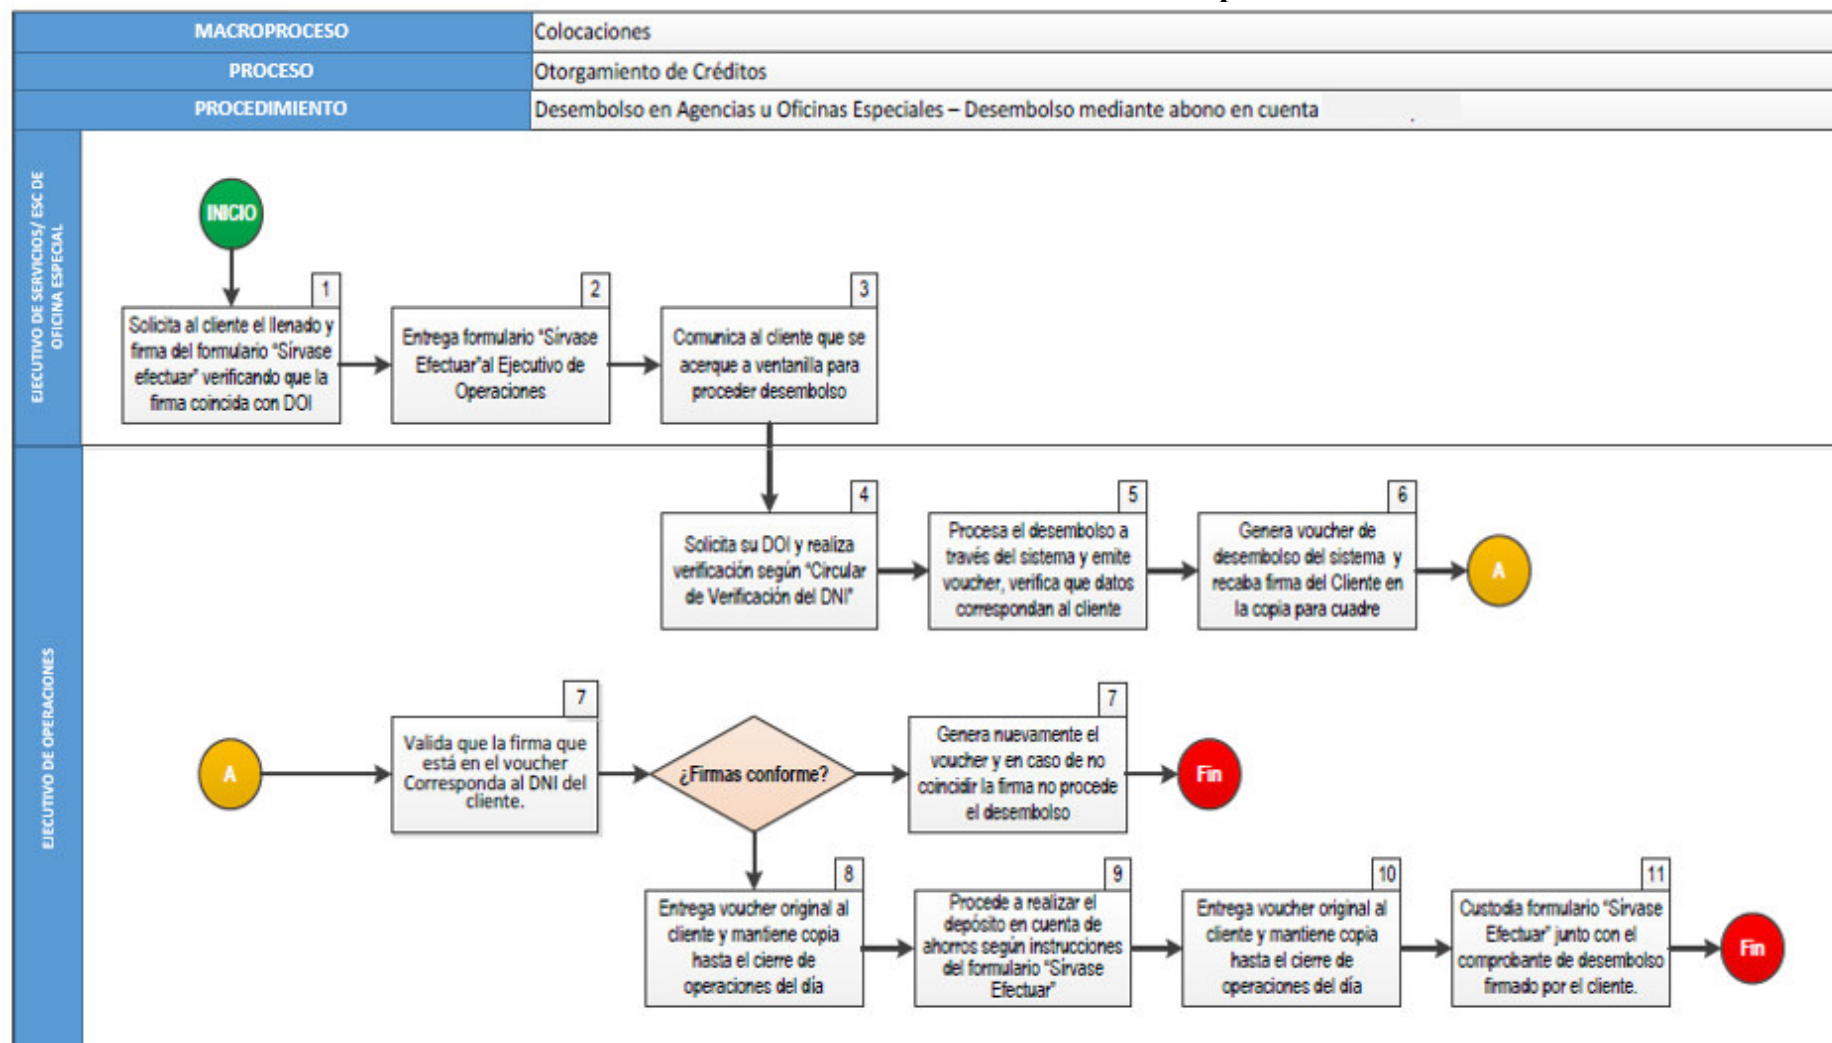 MACROPROCESO
Colocaciones
PROCESO
Otorgamiento de Créditos
PROCEDIMIENTO
Desembolso en Agencias u Oficinas Especiales – Desembolso mediante abono en cuenta
EJECUTIVO DE SERVICIOS/ ESC DE
OFICINA ESPECIAL
INICIO
1
Solicita al cliente el llenado y
firma del formulario "Sírvase
efectuar" verificando que la
firma coincida con DOI
2
Entrega formulario "Sírvase
Efectuar"al Ejecutivo de
Operaciones
3
Comunica al cliente que se
acerque a ventanilla para
proceder desembolso
EJECUTIVO DE OPERACIONES
4
Solicita su DOI y realiza
verificación según "Circular
de Verificación del DNI"
5
Procesa el desembolso a
través del sistema y emite
voucher, verifica que datos
correspondan al cliente
6
Genera voucher de
desembolso del sistema y
recaba firma del Cliente en
la copia para cuadre
A
A
7
Valida que la firma que
está en el voucher
Corresponda al DNI del
cliente.
¿Firmas conforme?
7
Genera nuevamente el
voucher y en caso de no
coincidir la firma no procede
el desembolso
Fin
8
Entrega voucher original al
cliente y mantiene copia
hasta el cierre de
operaciones del día
9
Procede a realizar el
depósito en cuenta de
ahorros según instrucciones
del formulario "Sírvase
Efectuar"
10
Entrega voucher original al
cliente y mantiene copia
hasta el cierre de
operaciones del día
11
Custodia formulario "Sírvase
Efectuar" junto con el
comprobante de desembolso
firmado por el cliente.
Fin